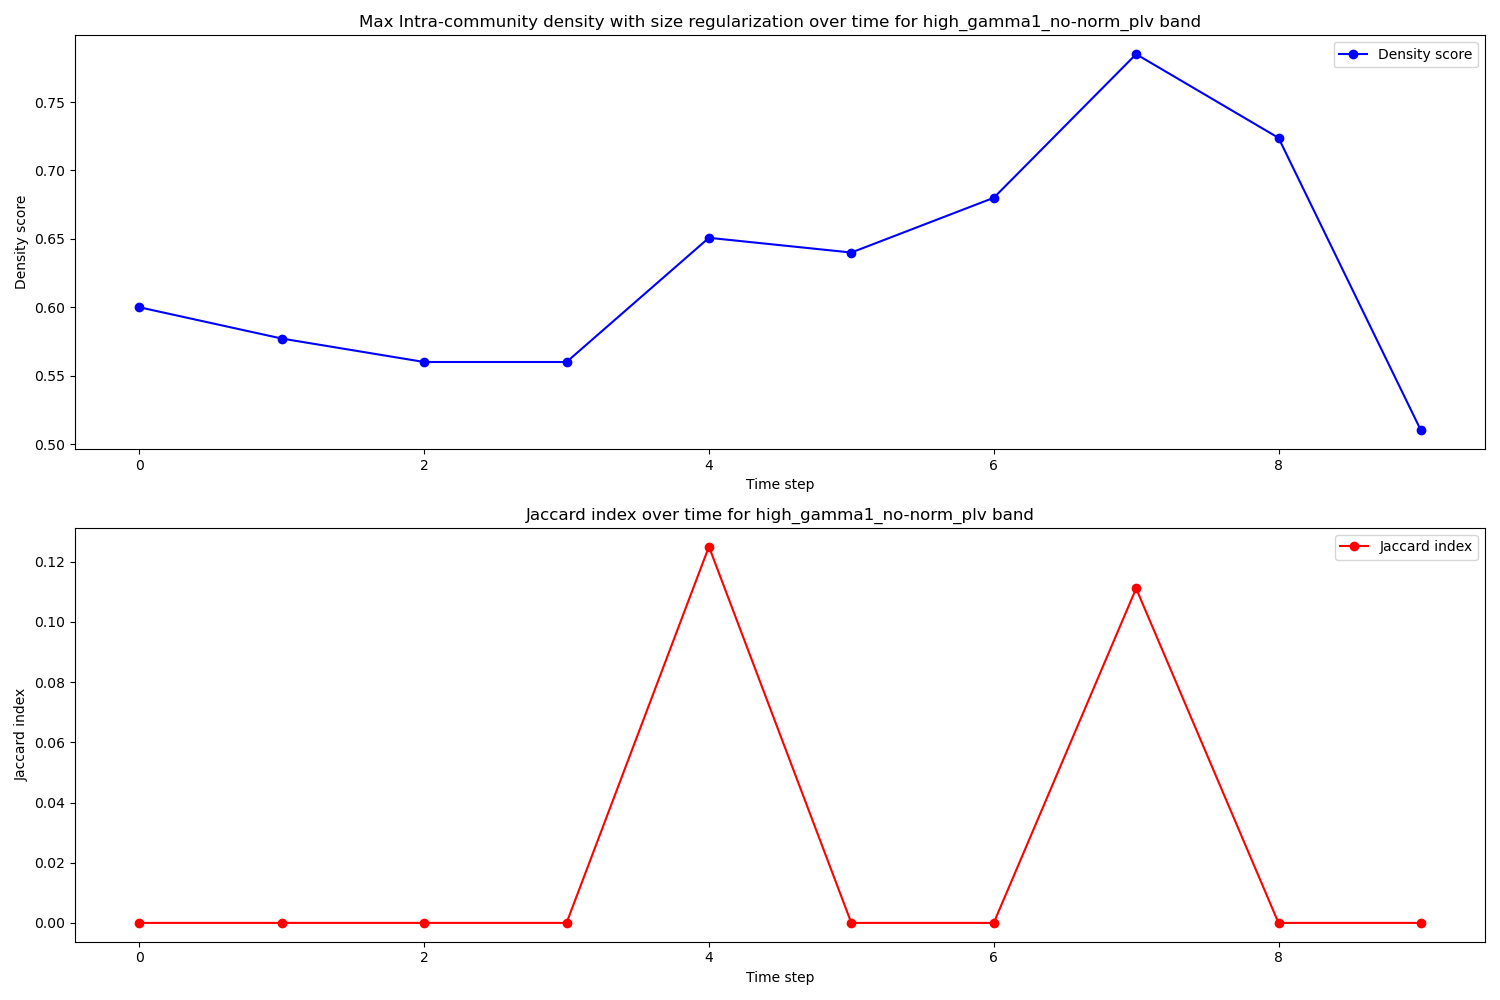 Max Intra-community density with size regularization over time for high_gamma1_no-norm_plv band
Density score
0.75
0.70
0.65
0.60
0.55
0.50
Density score
0 2 4 6 8
Time step
Jaccard index over time for high_gamma1_no-norm_plv band
Jaccard index
0.12
0.10
0.08
0.06
0.04
0.02
0.00
Jaccard index
0 2 4 6 8
Time step